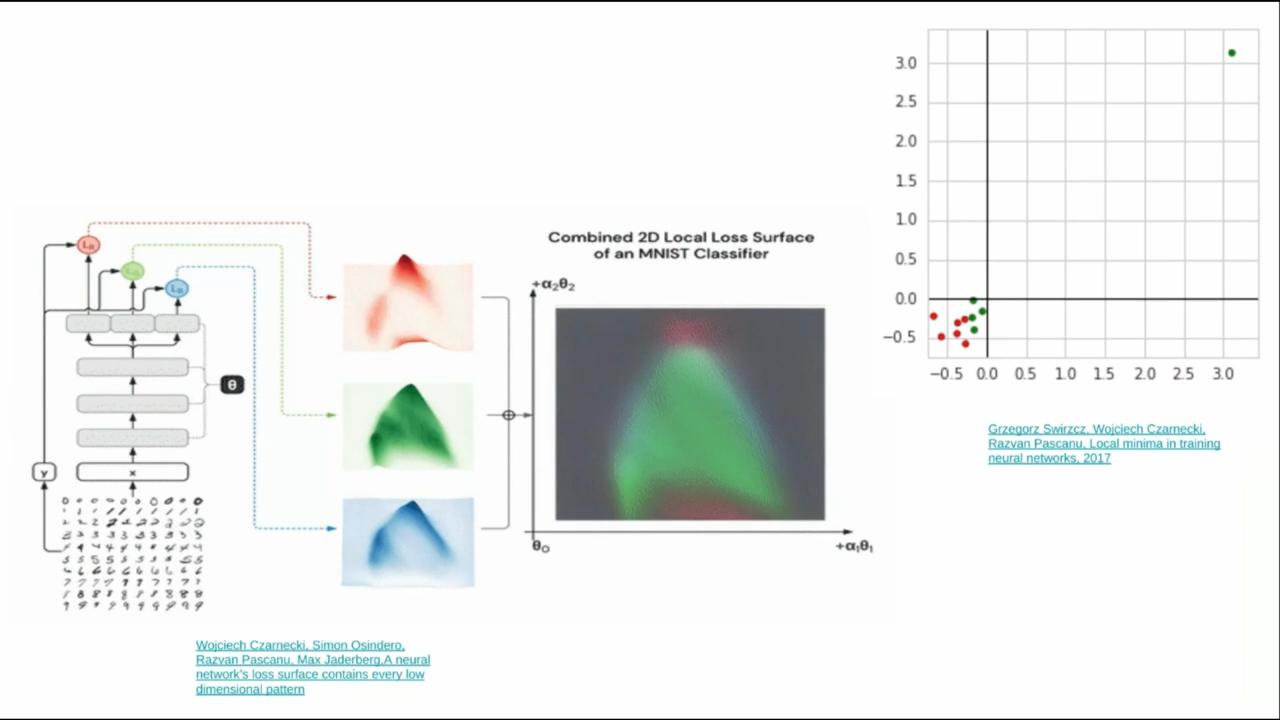 3.0
2.5
2.0
1.5
1.0
0.5
0.0
−0.5
−0.5 0.0 0.5 1.0 1.5 2.0 2.5 3.0
Grzegorz Swirzcz, Wojciech Czarnecki,
Razvan Pascanu, Local minima in training
neural networks, 2017
Combined 2D Local Loss Surface
of an MNIST Classifier
+α₂θ₂
θ
y
x
θ₀
+α₁θ₁
Wojciech Czarnecki, Simon Osindero,
Razvan Pascanu, Max Jaderberg,A neural
network's loss surface contains every low
dimensional pattern